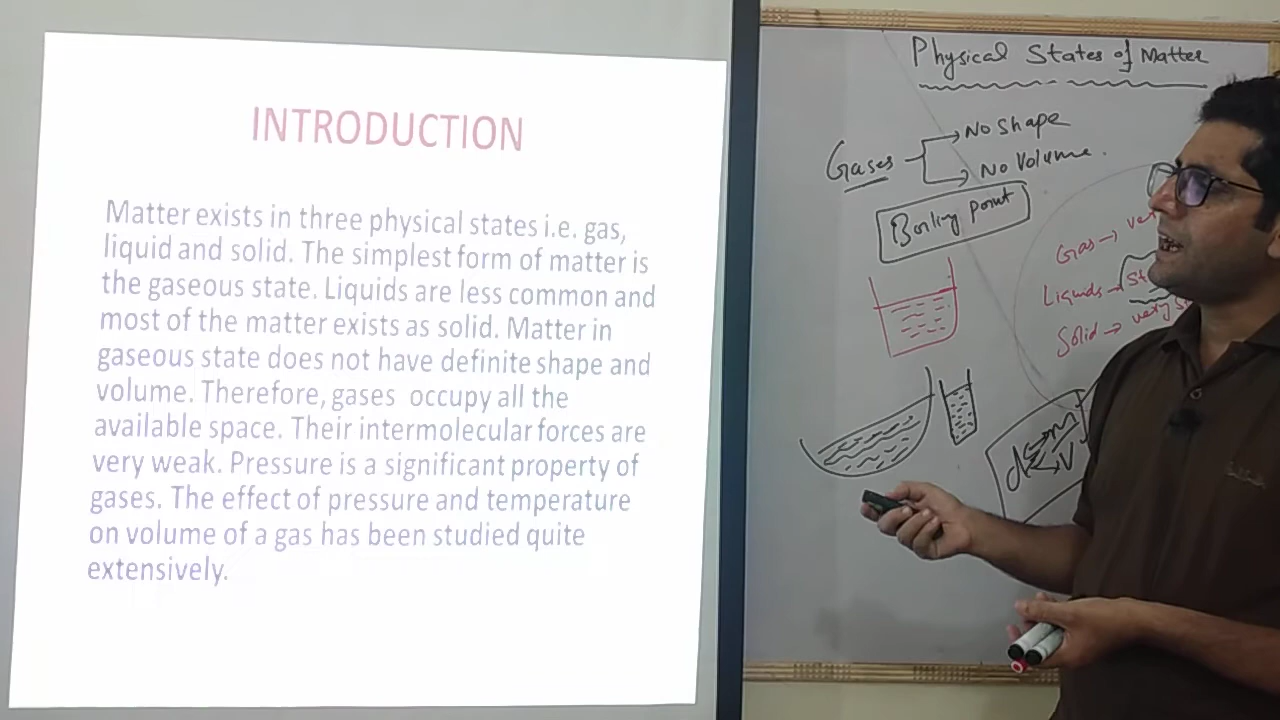 INTRODUCTION
Matter exists in three physical states i.e. gas,
liquid and solid. The simplest form of matter is
the gaseous state. Liquids are less common and
most of the matter exists as solid. Matter in
gaseous state does not have definite shape and
volume. Therefore, gases occupy all the
available space. Their intermolecular forces are
very weak. Pressure is a significant property of
gases. The effect of pressure and temperature
on volume of a gas has been studied quite
extensively.
Physical States of Matter
Gases → No shape
→ No Volume.
Boiling point
Gas →
Liquids →
Solid → very